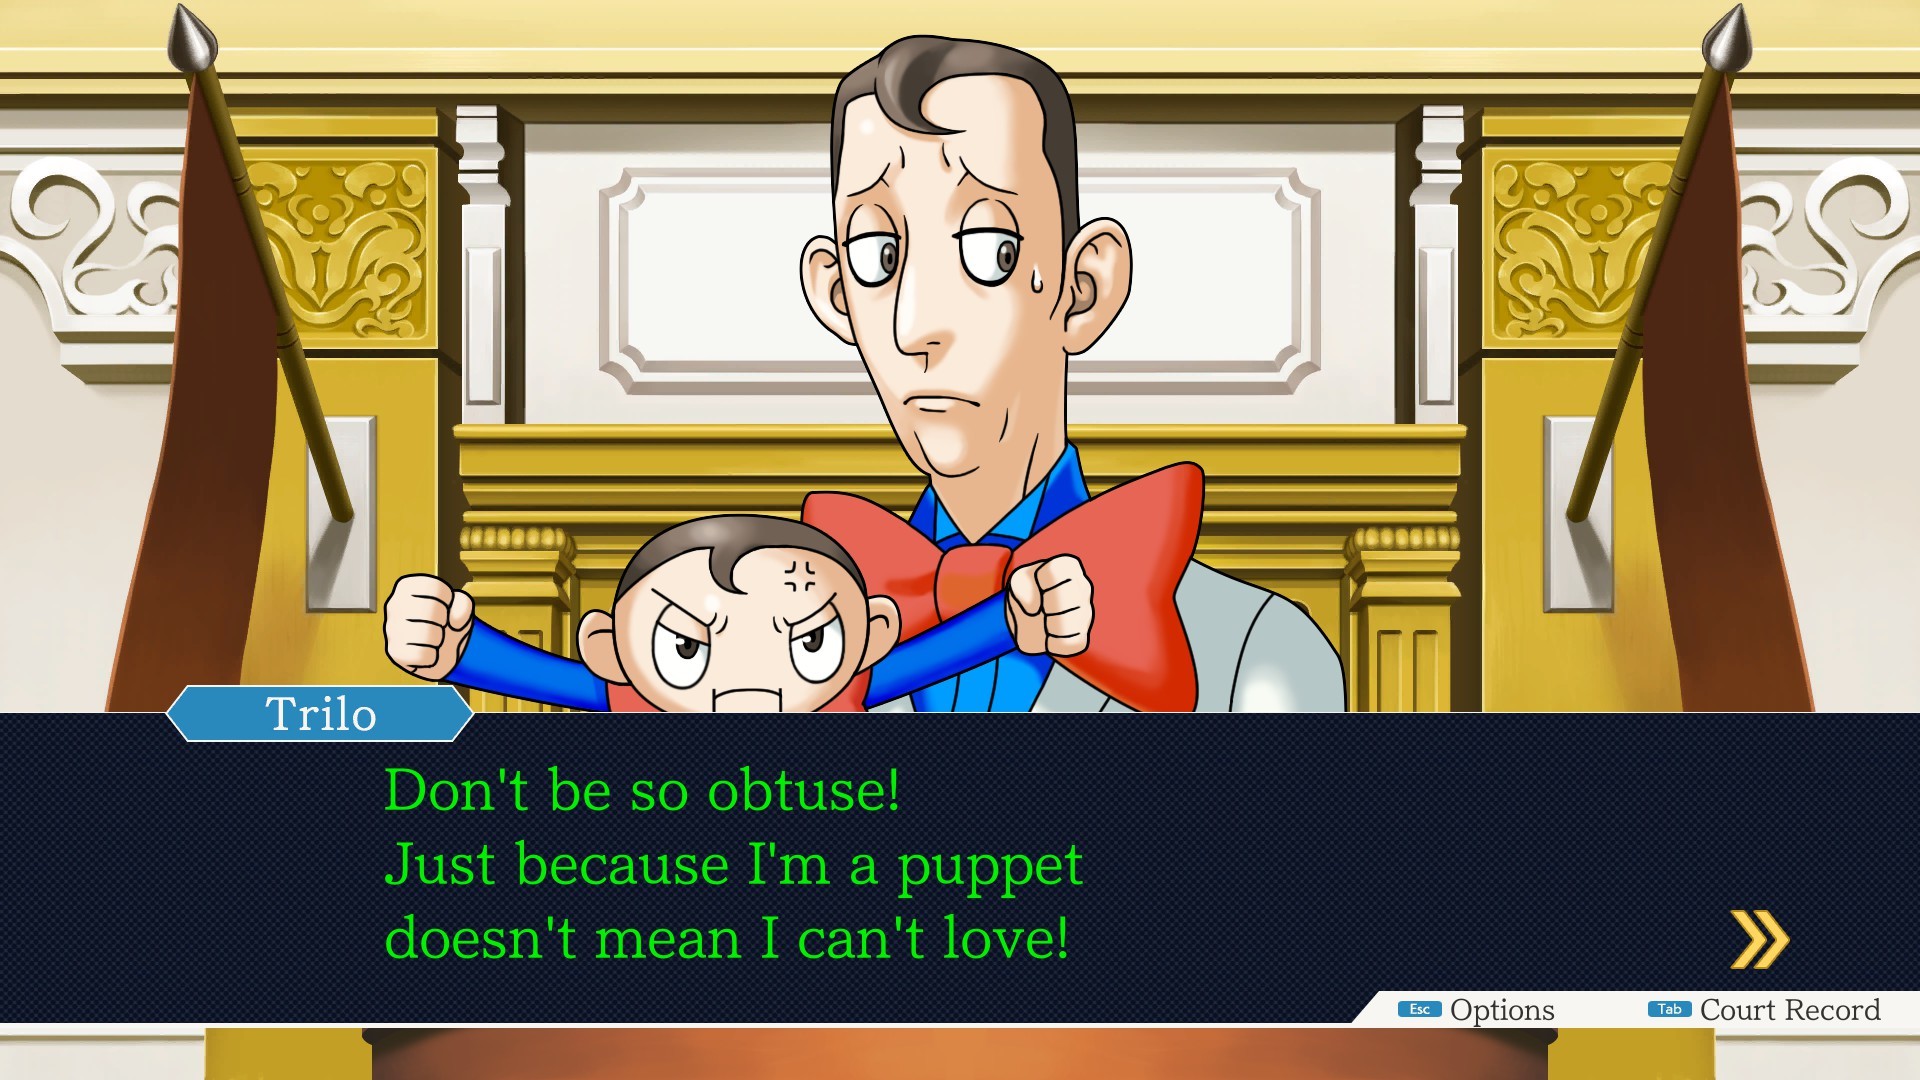 Trilo
Don't be so obtuse!
Just because I'm a puppet
doesn't mean I can't love!
Esc Options Tab Court Record